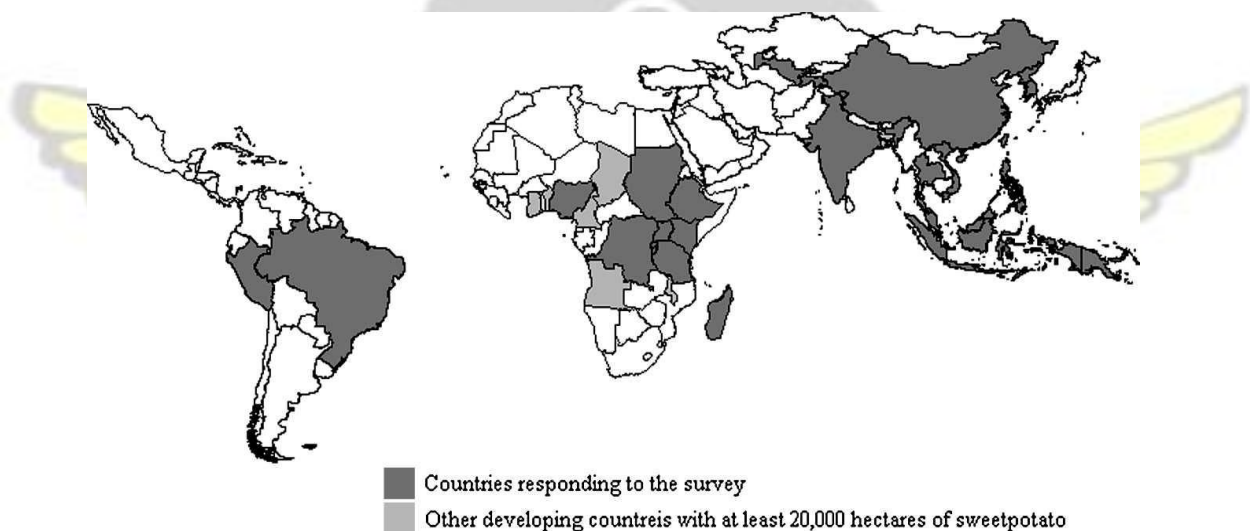 Countries responding to the survey
Other developing countreis with at least 20,000 hectares of sweetpotato